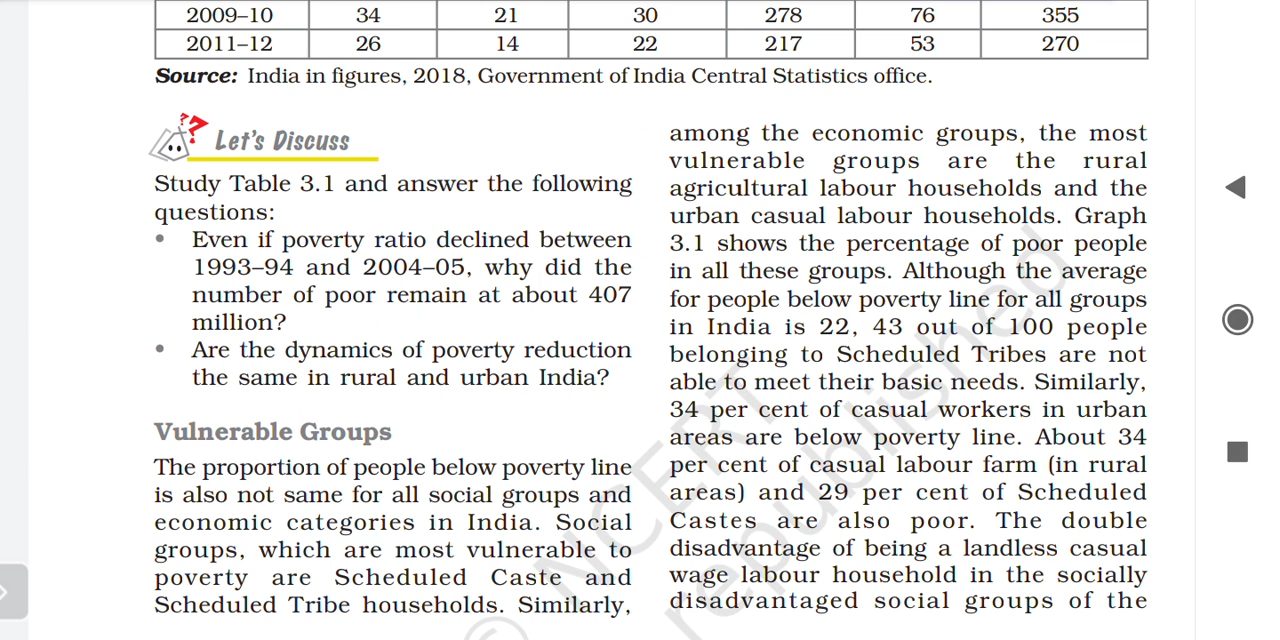 2009–10 34 21 30 278 76 355
2011–12 26 14 22 217 53 270
Source: India in figures, 2018, Government of India Central Statistics office.
Let's Discuss
Study Table 3.1 and answer the following
questions:
• Even if poverty ratio declined between
1993–94 and 2004–05, why did the
number of poor remain at about 407
million?
• Are the dynamics of poverty reduction
the same in rural and urban India?
Vulnerable Groups
The proportion of people below poverty line
is also not same for all social groups and
economic categories in India. Social
groups, which are most vulnerable to
poverty are Scheduled Caste and
Scheduled Tribe households. Similarly,
among the economic groups, the most
vulnerable groups are the rural
agricultural labour households and the
urban casual labour households. Graph
3.1 shows the percentage of poor people
in all these groups. Although the average
for people below poverty line for all groups
in India is 22, 43 out of 100 people
belonging to Scheduled Tribes are not
able to meet their basic needs. Similarly,
34 per cent of casual workers in urban
areas are below poverty line. About 34
per cent of casual labour farm (in rural
areas) and 29 per cent of Scheduled
Castes are also poor. The double
disadvantage of being a landless casual
wage labour household in the socially
disadvantaged social groups of the
© NCERT
republished